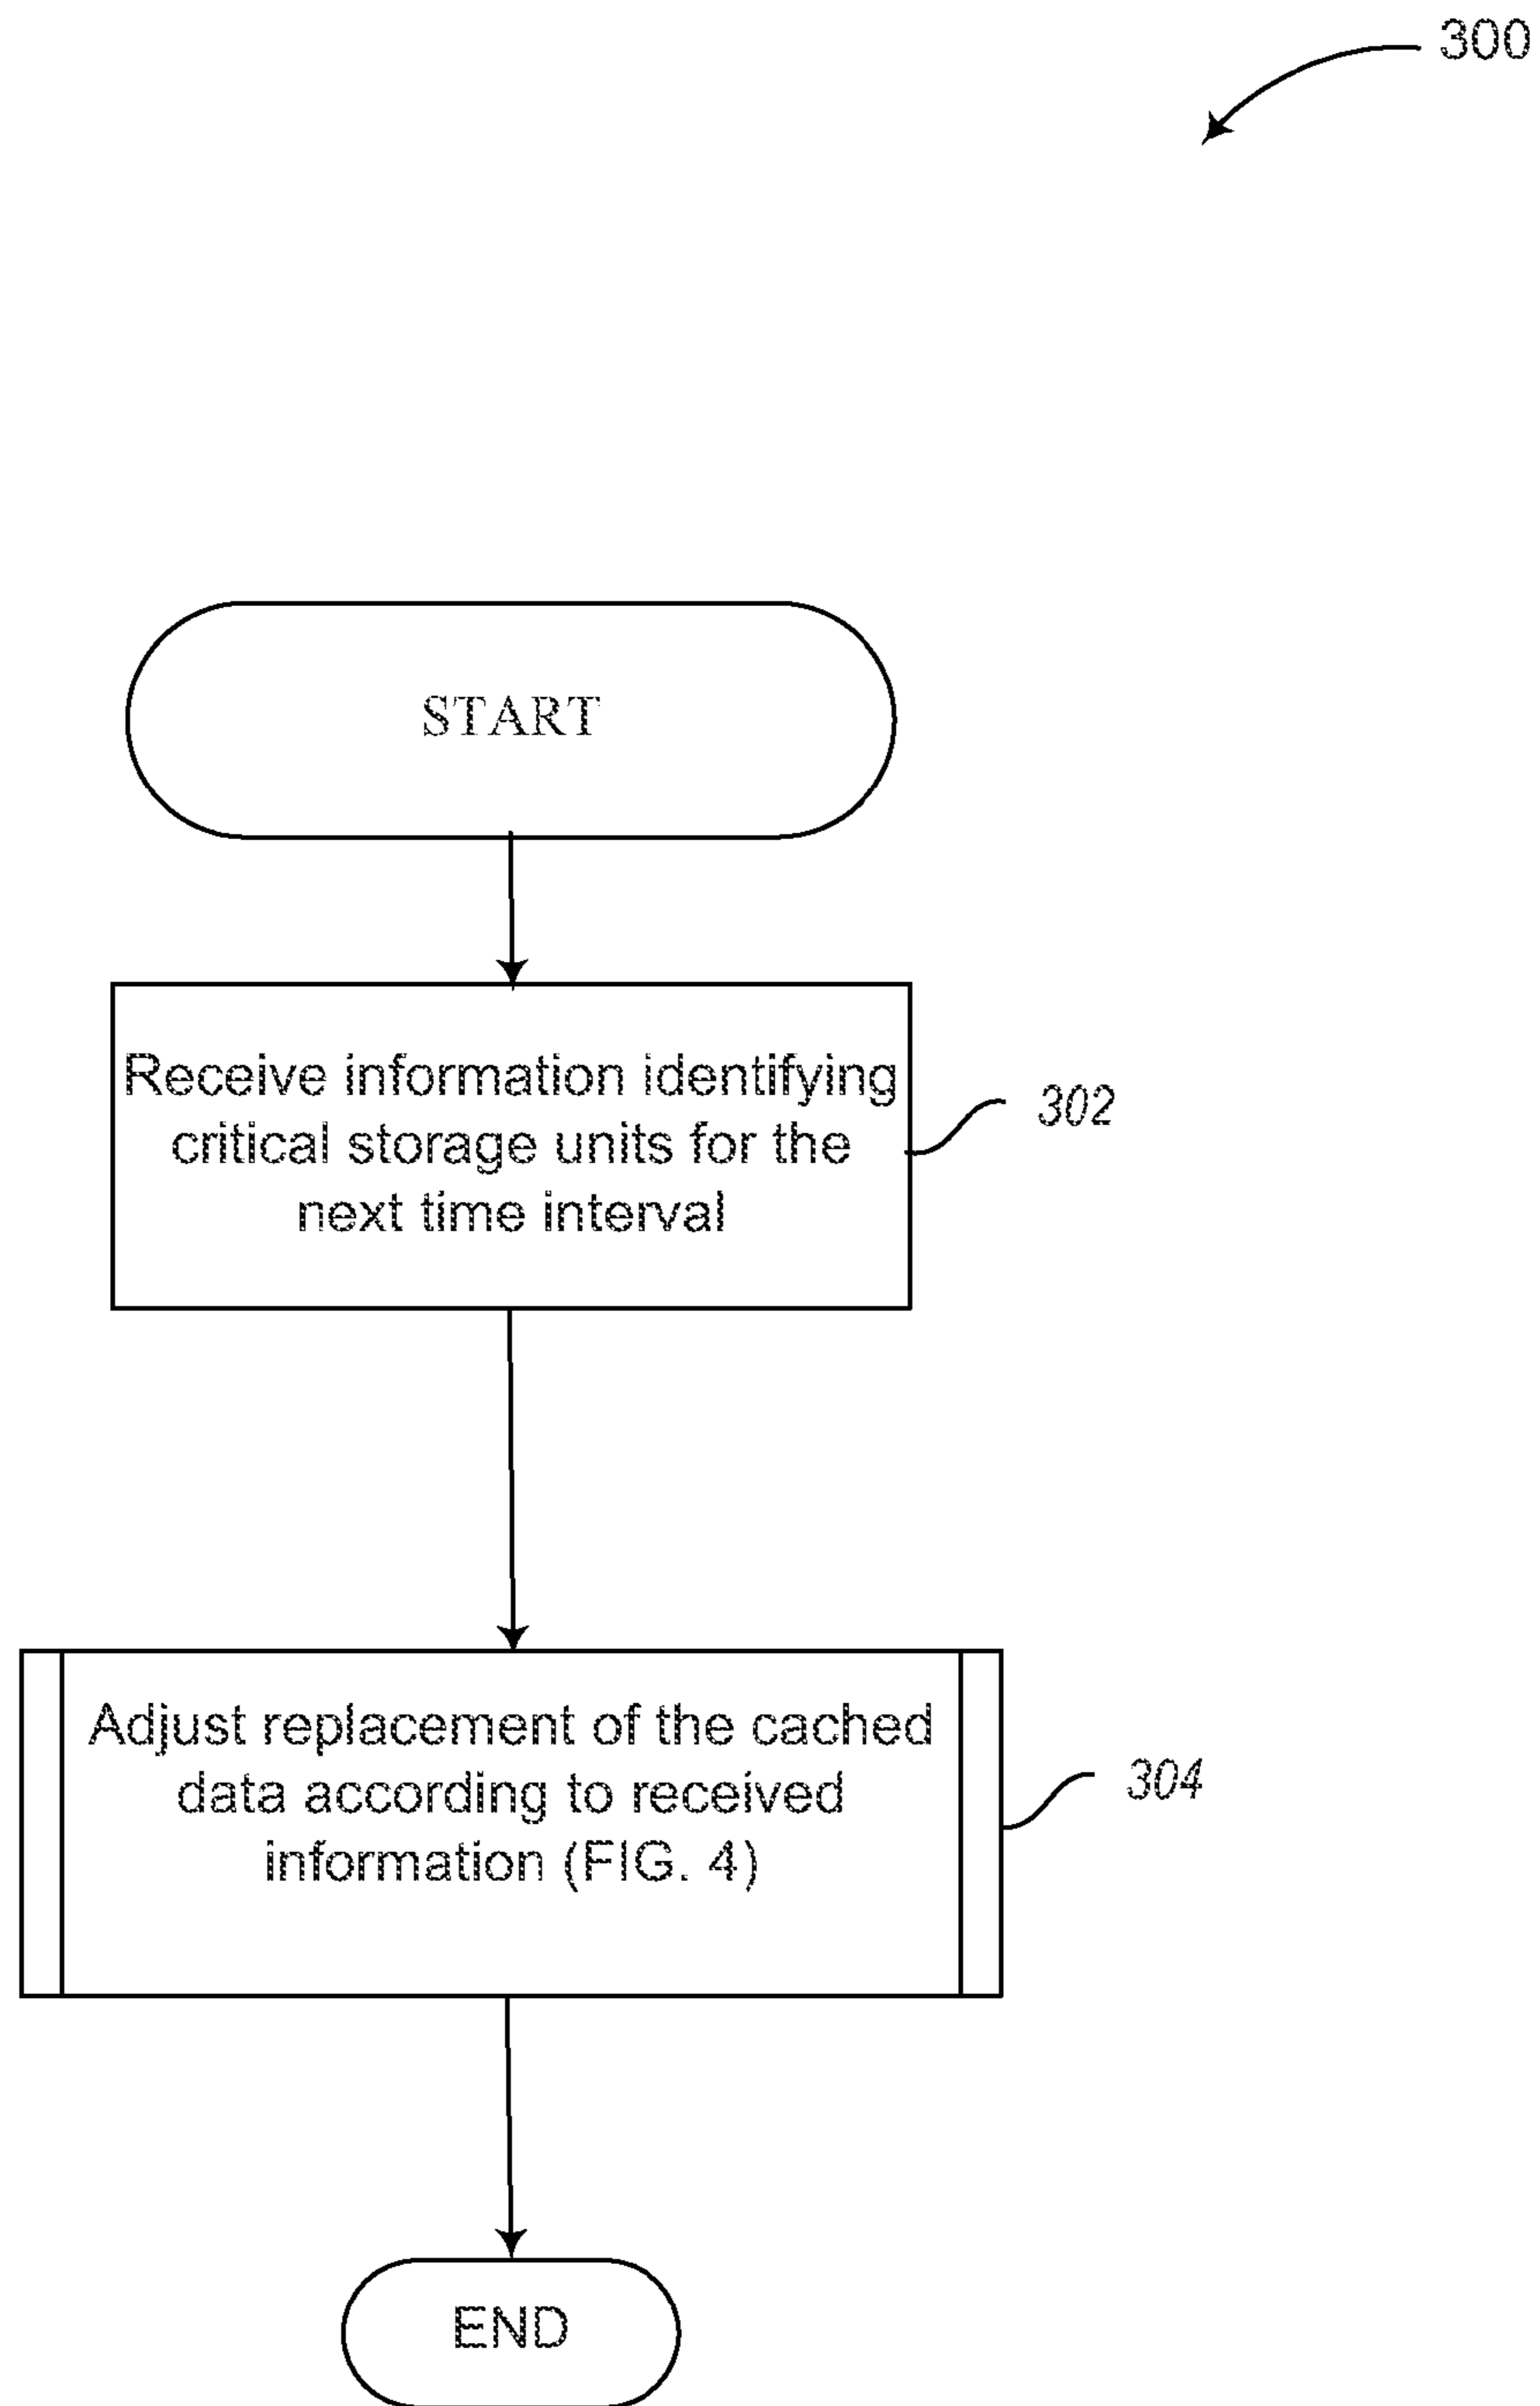 300
START
Receive information identifying
critical storage units for the
next time interval
302
Adjust replacement of the cached
data according to received
information (FIG. 4)
304
END